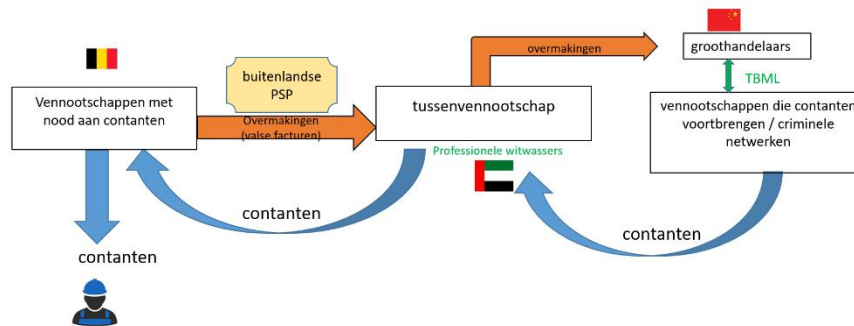 buitenlandse
PSP
Vennootschappen met
nood aan contanten
Overmakingen
(valse facturen)
tussenvennootschap
Professionele witwassers
overmakingen
groothandelaars
TBML
vennootschappen die contanten
voortbrengen / criminele
netwerken
contanten
contanten
contanten